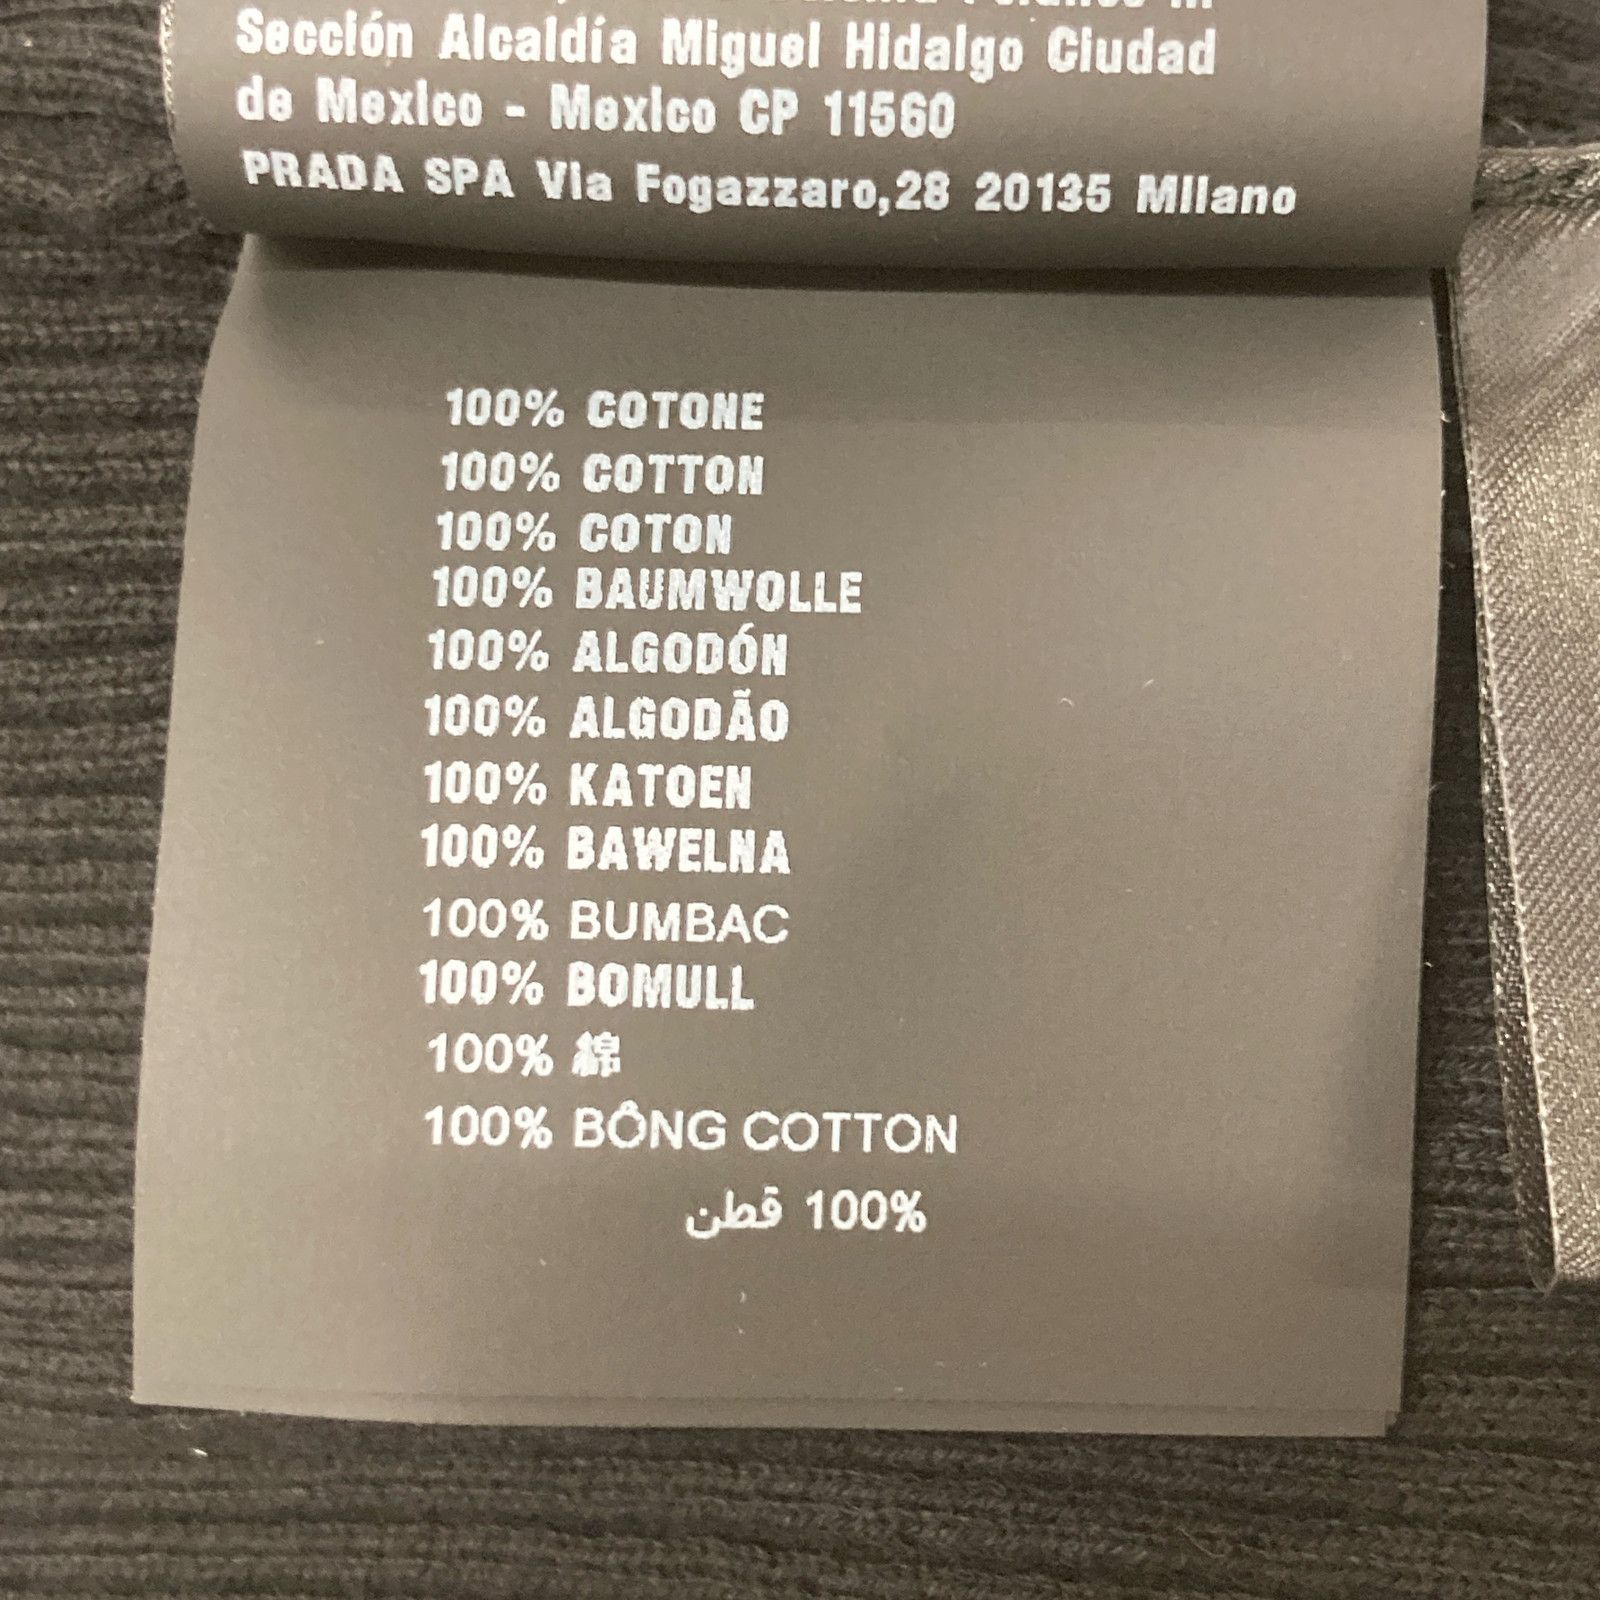 Sección Alcaldía Miguel Hidalgo Ciudad
de Mexico - Mexico CP 11560
PRADA SPA Via Fogazzaro,28 20135 Milano
100% COTONE
100% COTTON
100% COTON
100% BAUMWOLLE
100% ALGODÓN
100% ALGODÃO
100% KATOEN
100% BAWELNA
100% BUMBAC
100% BOMULL
100% 綿
100% BÔNG COTTON
100% قطن